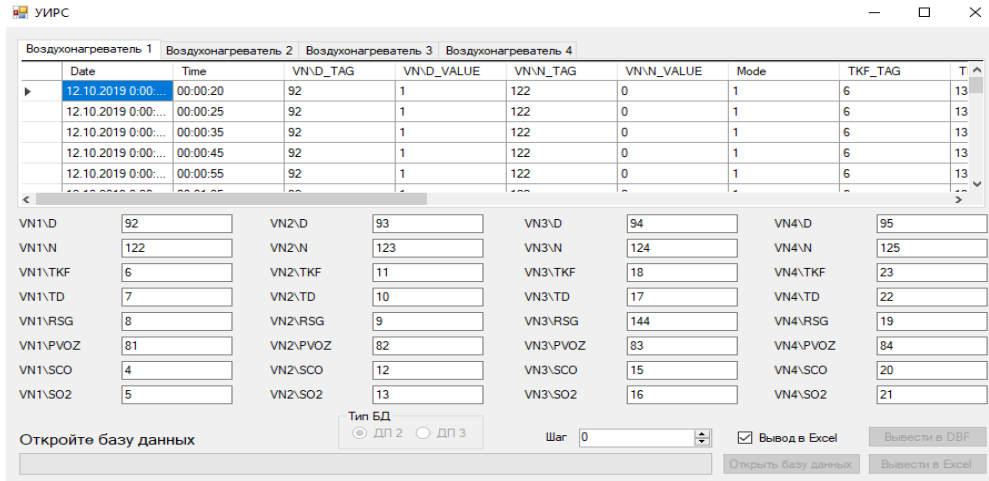 УИРС
Воздухонагреватель 1 Воздухонагреватель 2 Воздухонагреватель 3 Воздухонагреватель 4
Date Time VN\D_TAG VN\D_VALUE VN\N_TAG VN\N_VALUE Mode TKF_TAG
12.10.2019 0:00:... 00:00:20 92 1 122 0 1 6 13
12.10.2019 0:00:... 00:00:25 92 1 122 0 1 6 13
12.10.2019 0:00:... 00:00:35 92 1 122 0 1 6 13
12.10.2019 0:00:... 00:00:45 92 1 122 0 1 6 13
12.10.2019 0:00:... 00:00:55 92 1 122 0 1 6 13
VN1\D 92 VN2\D 93 VN3\D 94 VN4\D 95
VN1\N 122 VN2\N 123 VN3\N 124 VN4\N 125
VN1\TKF 6 VN2\TKF 11 VN3\TKF 18 VN4\TKF 23
VN1\TD 7 VN2\TD 10 VN3\TD 17 VN4\TD 22
VN1\RSG 8 VN2\RSG 9 VN3\RSG 144 VN4\RSG 19
VN1\PVOZ 81 VN2\PVOZ 82 VN3\PVOZ 83 VN4\PVOZ 84
VN1\SCO 4 VN2\SCO 12 VN3\SCO 15 VN4\SCO 20
VN1\SO2 5 VN2\SO2 13 VN3\SO2 16 VN4\SO2 21
Тип БД
Откройте базу данных ДП 2 ДП 3 Шаг 0 Вывод в Excel Вывести в DBF
Открыть базу данных Вывести в Excel